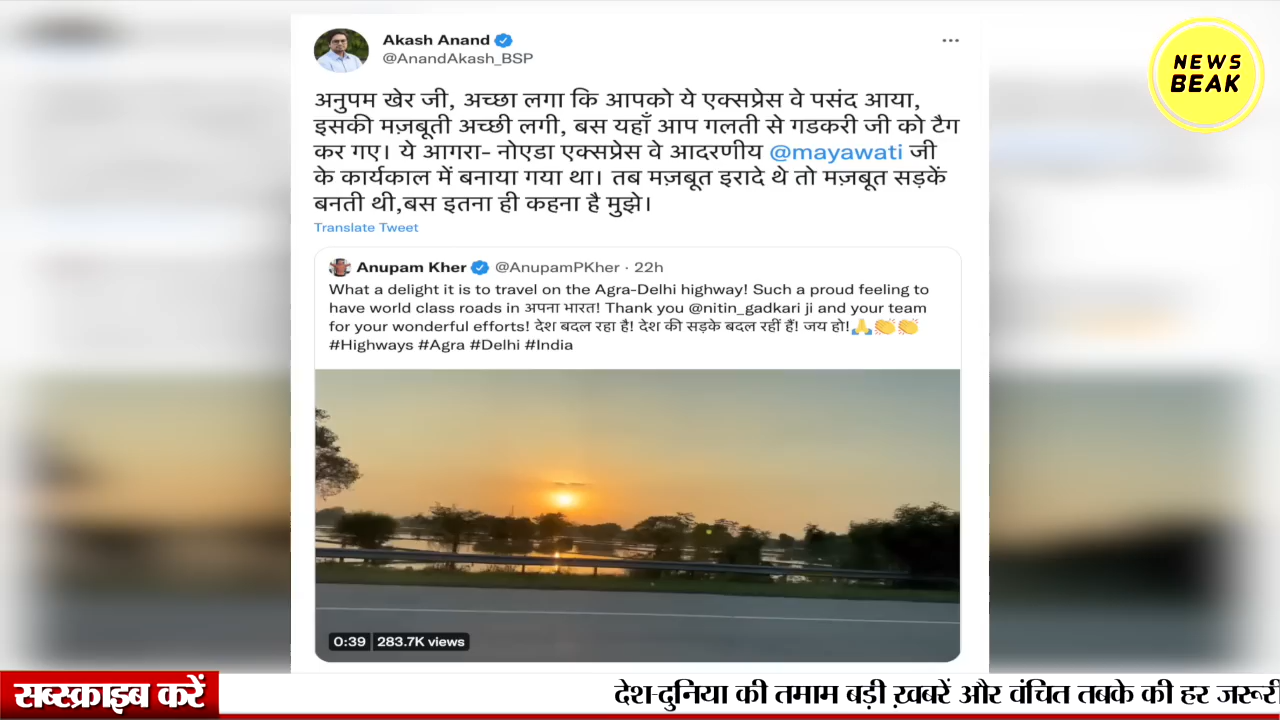 Akash Anand
@AnandAkash_BSP
NEWS
BEAK
अनुपम खेर जी, अच्छा लगा कि आपको ये एक्सप्रेस वे पसंद आया,
इसकी मज़बूती अच्छी लगी, बस यहाँ आप गलती से गडकरी जी को टैग
कर गए। ये आगरा- नोएडा एक्सप्रेस वे आदरणीय @mayawati जी
के कार्यकाल में बनाया गया था। तब मज़बूत इरादे थे तो मज़बूत सड़कें
बनती थी,बस इतना ही कहना है मुझे।
Translate Tweet
Anupam Kher @AnupamPKher · 22h
What a delight it is to travel on the Agra-Delhi highway! Such a proud feeling to
have world class roads in अपना भारत! Thank you @nitin_gadkari ji and your team
for your wonderful efforts! देश बदल रहा है! देश की सड़के बदल रहीं हैं! जय हो!🙏👏👏
#Highways #Agra #Delhi #India
0:39 283.7K views
सब्स्क्राइब करें
देश-दुनिया की तमाम बड़ी ख़बरें और वंचित तबके की हर जरूरी